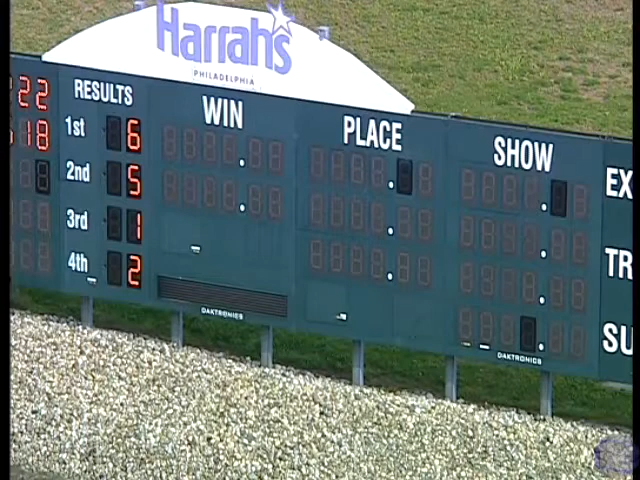 Harrah's
PHILADELPHIA
22
18
RESULTS
1st 6
2nd 5
3rd 1
4th 2
WIN
PLACE
SHOW
EX
TR
SU
DAKTRONICS
DAKTRONICS